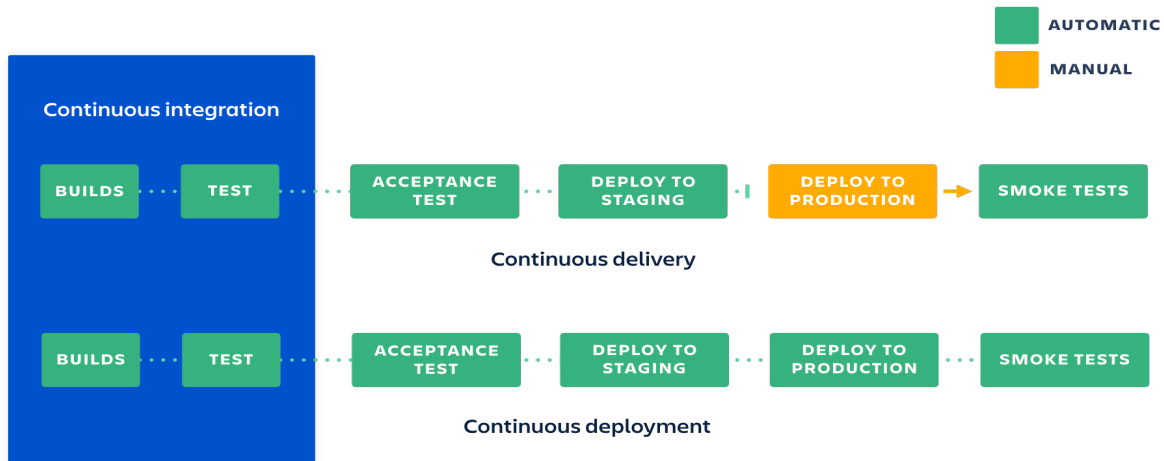 AUTOMATIC
MANUAL
Continuous integration
BUILDS
TEST
ACCEPTANCE
TEST
DEPLOY TO
STAGING
DEPLOY TO
PRODUCTION
SMOKE TESTS
Continuous delivery
BUILDS
TEST
ACCEPTANCE
TEST
DEPLOY TO
STAGING
DEPLOY TO
PRODUCTION
SMOKE TESTS
Continuous deployment